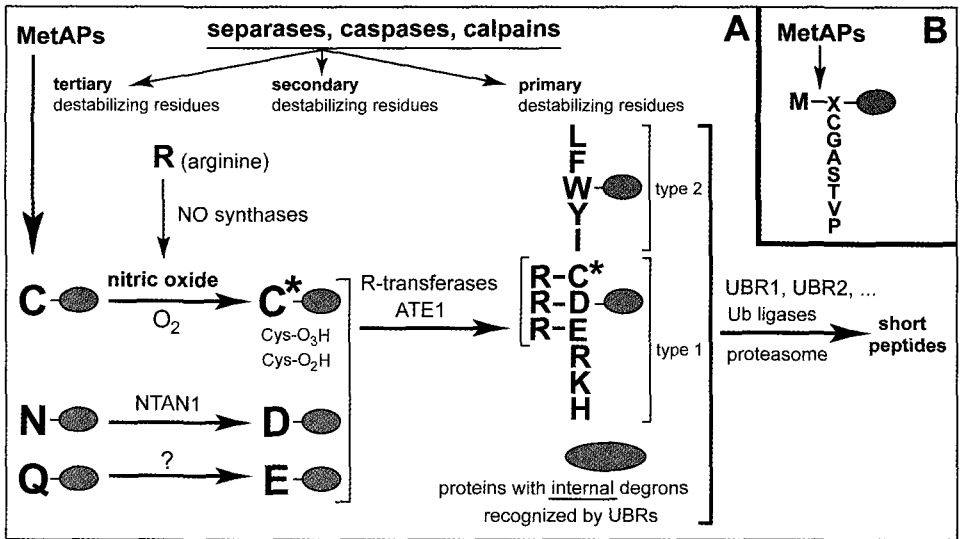 A
MetAPs
separases, caspases, calpains
tertiary
destabilizing residues
secondary
destabilizing residues
primary
destabilizing residues
R (arginine)
NO synthases
C
nitric oxide
O2
C*
Cys-O3H
Cys-O2H
N
NTAN1
D
Q
?
E
R-transferases
ATE1
L
F
W
Y
I
type 2
R-C*
R-D
R-E
R
K
H
type 1
proteins with internal degrons
recognized by UBRs
UBR1, UBR2, ...
Ub ligases
proteasome
short
peptides
B
MetAPs
M-X
C
G
A
S
T
V
P